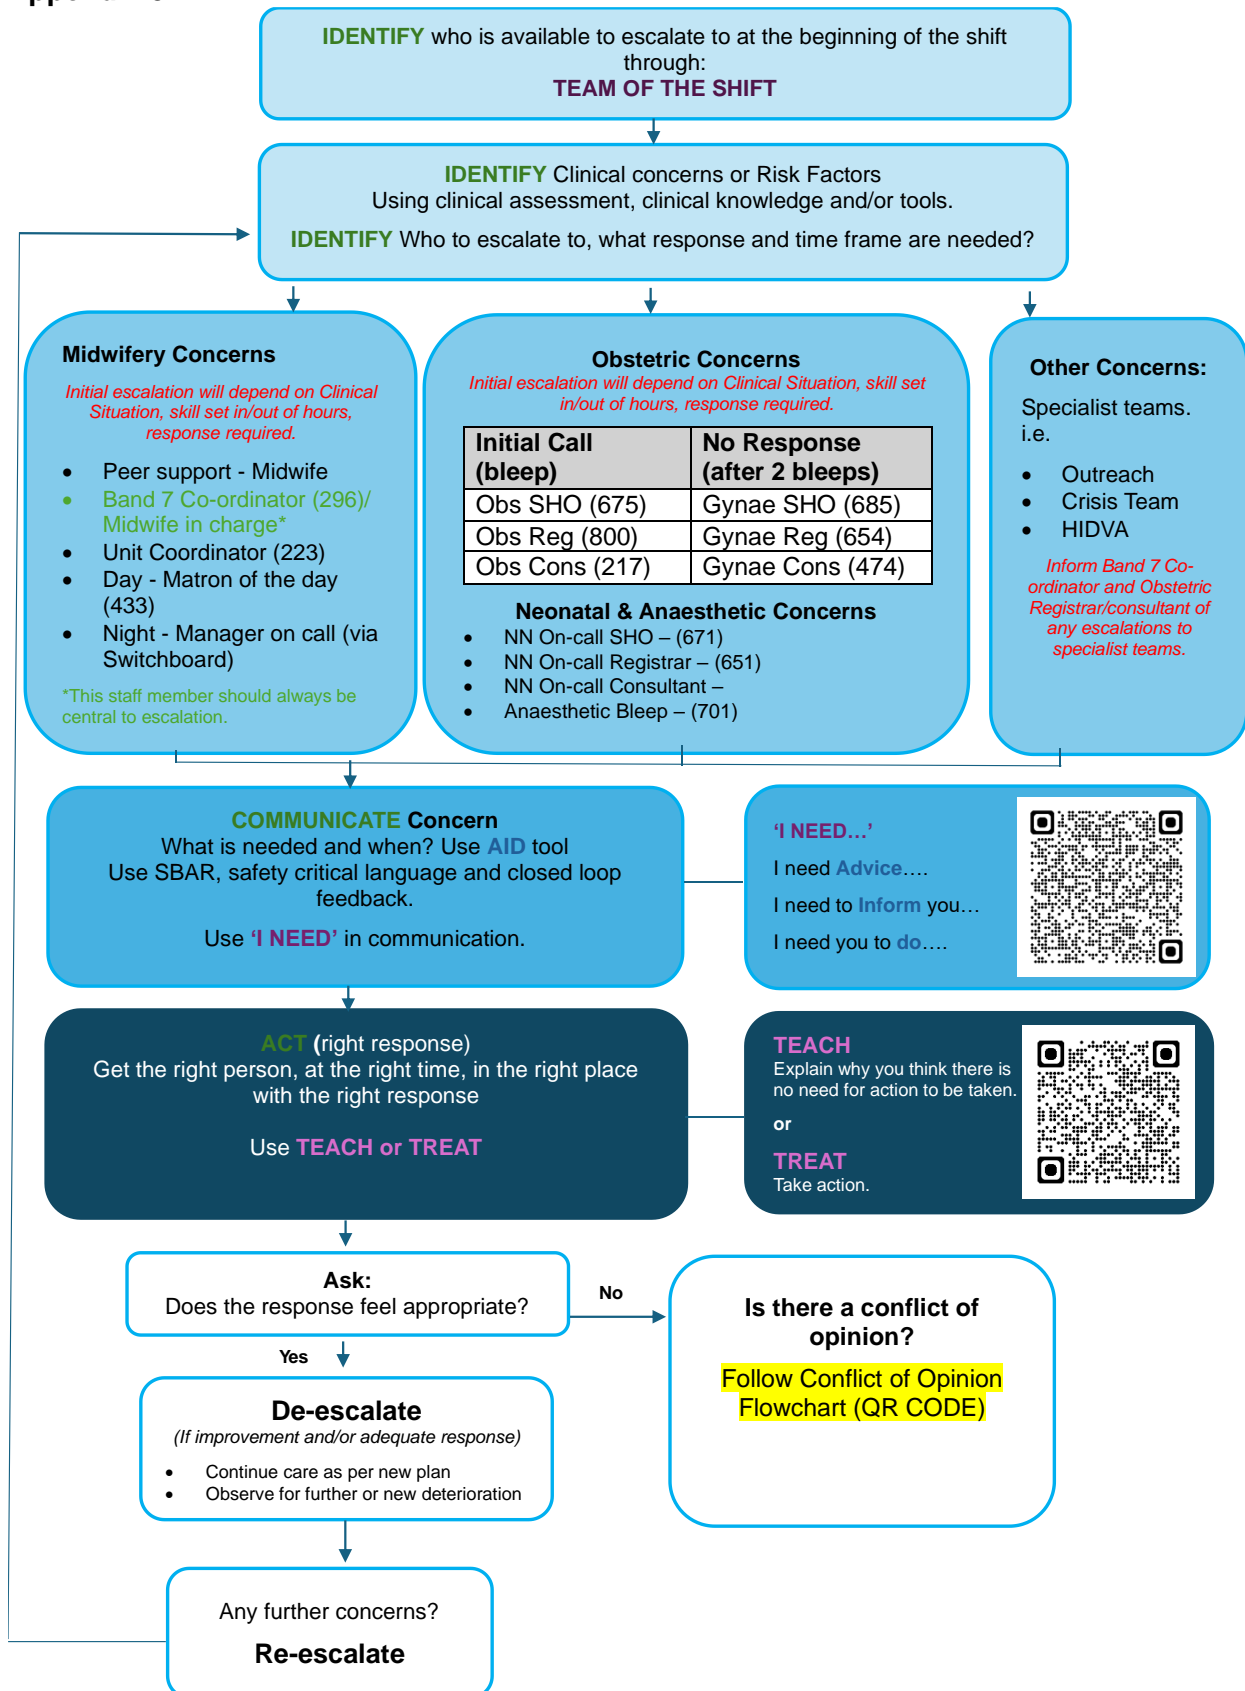 IDENTIFY who is available to escalate to at the beginning of the shift
through:
TEAM OF THE SHIFT
IDENTIFY Clinical concerns or Risk Factors
Using clinical assessment, clinical knowledge and/or tools.
IDENTIFY Who to escalate to, what response and time frame are needed?
Midwifery Concerns
Initial escalation will depend on Clinical
Situation, skill set in/out of hours,
response required.
• Peer support - Midwife
• Band 7 Co-ordinator (296)/
Midwife in charge*
• Unit Coordinator (223)
• Day - Matron of the day
(433)
• Night - Manager on call (via
Switchboard)
*This staff member should always be
central to escalation.
Obstetric Concerns
Initial escalation will depend on Clinical Situation, skill set
in/out of hours, response required.
Initial Call No Response
(bleep) (after 2 bleeps)
Obs SHO (675) Gynae SHO (685)
Obs Reg (800) Gynae Reg (654)
Obs Cons (217) Gynae Cons (474)
Neonatal & Anaesthetic Concerns
• NN On-call SHO – (671)
• NN On-call Registrar – (651)
• NN On-call Consultant –
• Anaesthetic Bleep – (701)
Other Concerns:
Specialist teams.
i.e.
• Outreach
• Crisis Team
• HIDVA
Inform Band 7 Co-
ordinator and Obstetric
Registrar/consultant of
any escalations to
specialist teams.
COMMUNICATE Concern
What is needed and when? Use AID tool
Use SBAR, safety critical language and closed loop
feedback.
Use ‘I NEED’ in communication.
‘I NEED…’
I need Advice….
I need to Inform you…
I need you to do….
ACT (right response)
Get the right person, at the right time, in the right place
with the right response
Use TEACH or TREAT
TEACH
Explain why you think there is
no need for action to be taken.
or
TREAT
Take action.
Ask:
Does the response feel appropriate?
No
Is there a conflict of
opinion?
Follow Conflict of Opinion
Flowchart (QR CODE)
Yes
De-escalate
(If improvement and/or adequate response)
• Continue care as per new plan
• Observe for further or new deterioration
Any further concerns?
Re-escalate